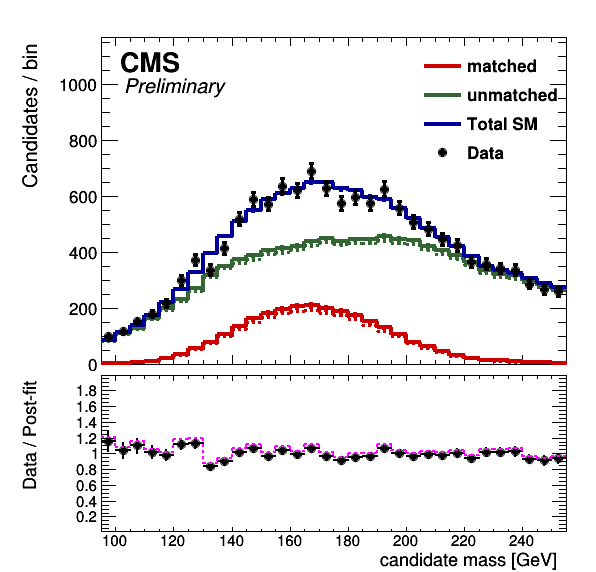 CMS
Preliminary
matched
unmatched
Total SM
Data
Candidates / bin
1000
800
600
400
200
0
Data / Post-fit
1.8
1.6
1.4
1.2
1
0.8
0.6
0.4
0.2
100 120 140 160 180 200 220 240
candidate mass [GeV]